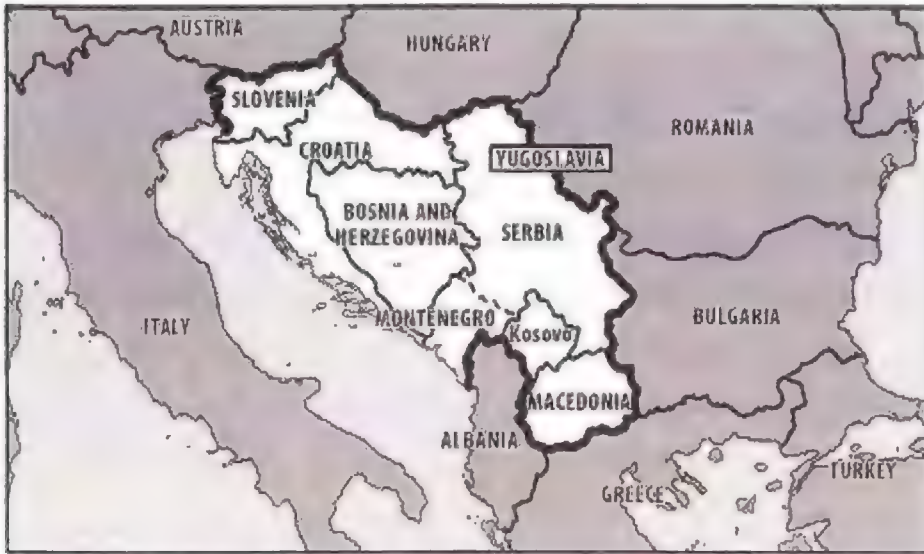 AUSTRIA
HUNGARY
SLOVENIA
ROMANIA
CROATIA
YUGOSLAVIA
BOSNIA AND
HERZEGOVINA
SERBIA
ITALY
MONTENEGRO
Kosovo
BULGARIA
MACEDONIA
ALBANIA
GREECE
TURKEY